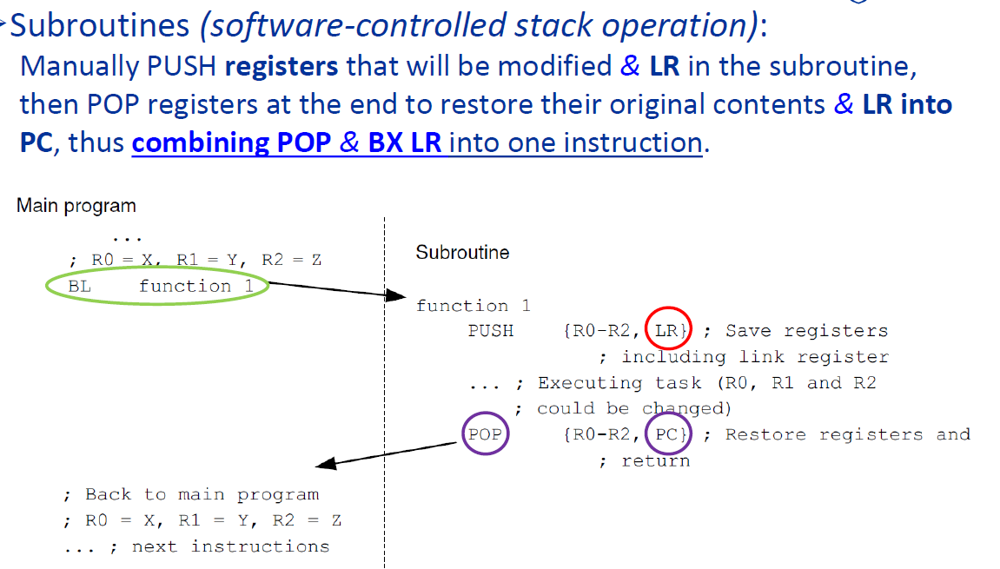 Subroutines (software-controlled stack operation):
Manually PUSH registers that will be modified & LR in the subroutine,
then POP registers at the end to restore their original contents & LR into
PC, thus combining POP & BX LR into one instruction.
Main program
...
; R0 = X, R1 = Y, R2 = Z
BL function 1
; Back to main program
; R0 = X, R1 = Y, R2 = Z
... ; next instructions
Subroutine
function 1
PUSH {R0-R2, LR} ; Save registers
; including link register
... ; Executing task (R0, R1 and R2
; could be changed)
POP {R0-R2, PC} ; Restore registers and
; return